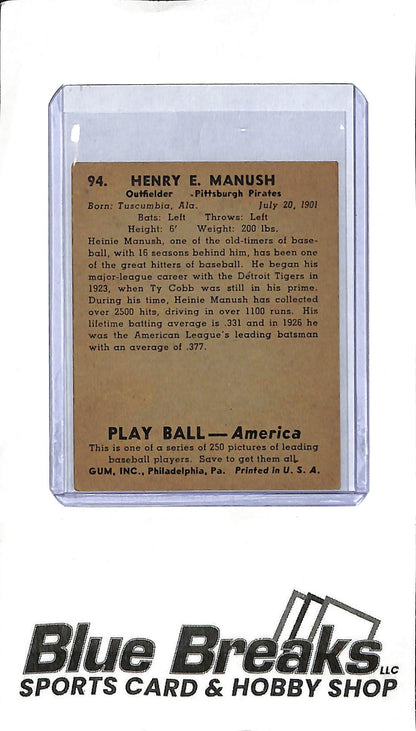 94. HENRY E. MANUSH
Outfielder -Pittsburgh Pirates
Born: Tuscumbia, Ala. July 20, 1901
Bats: Left Throws: Left
Height: 6' Weight: 200 lbs.
Heinie Manush, one of the old-timers of base-
ball, with 16 seasons behind him, has been one
of the great hitters of baseball. He began his
major-league career with the Detroit Tigers in
1923, when Ty Cobb was still in his prime.
During his time, Heinie Manush has collected
over 2500 hits, driving in over 1100 runs. His
lifetime batting average is .331 and in 1926 he
was the American League's leading batsman
with an average of .377.
PLAY BALL — America
This is one of a series of 250 pictures of leading
baseball players. Save to get them all.
GUM, INC., Philadelphia, Pa. Printed in U. S. A.
Blue Breaks LLC
SPORTS CARD & HOBBY SHOP